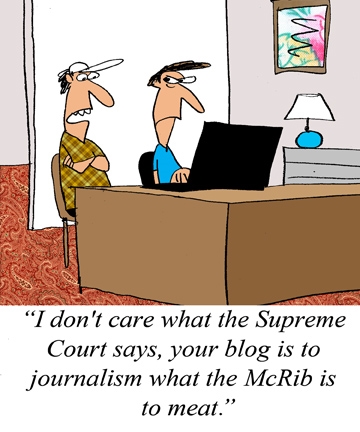 “I don't care what the Supreme
Court says, your blog is to
journalism what the McRib is
to meat.”